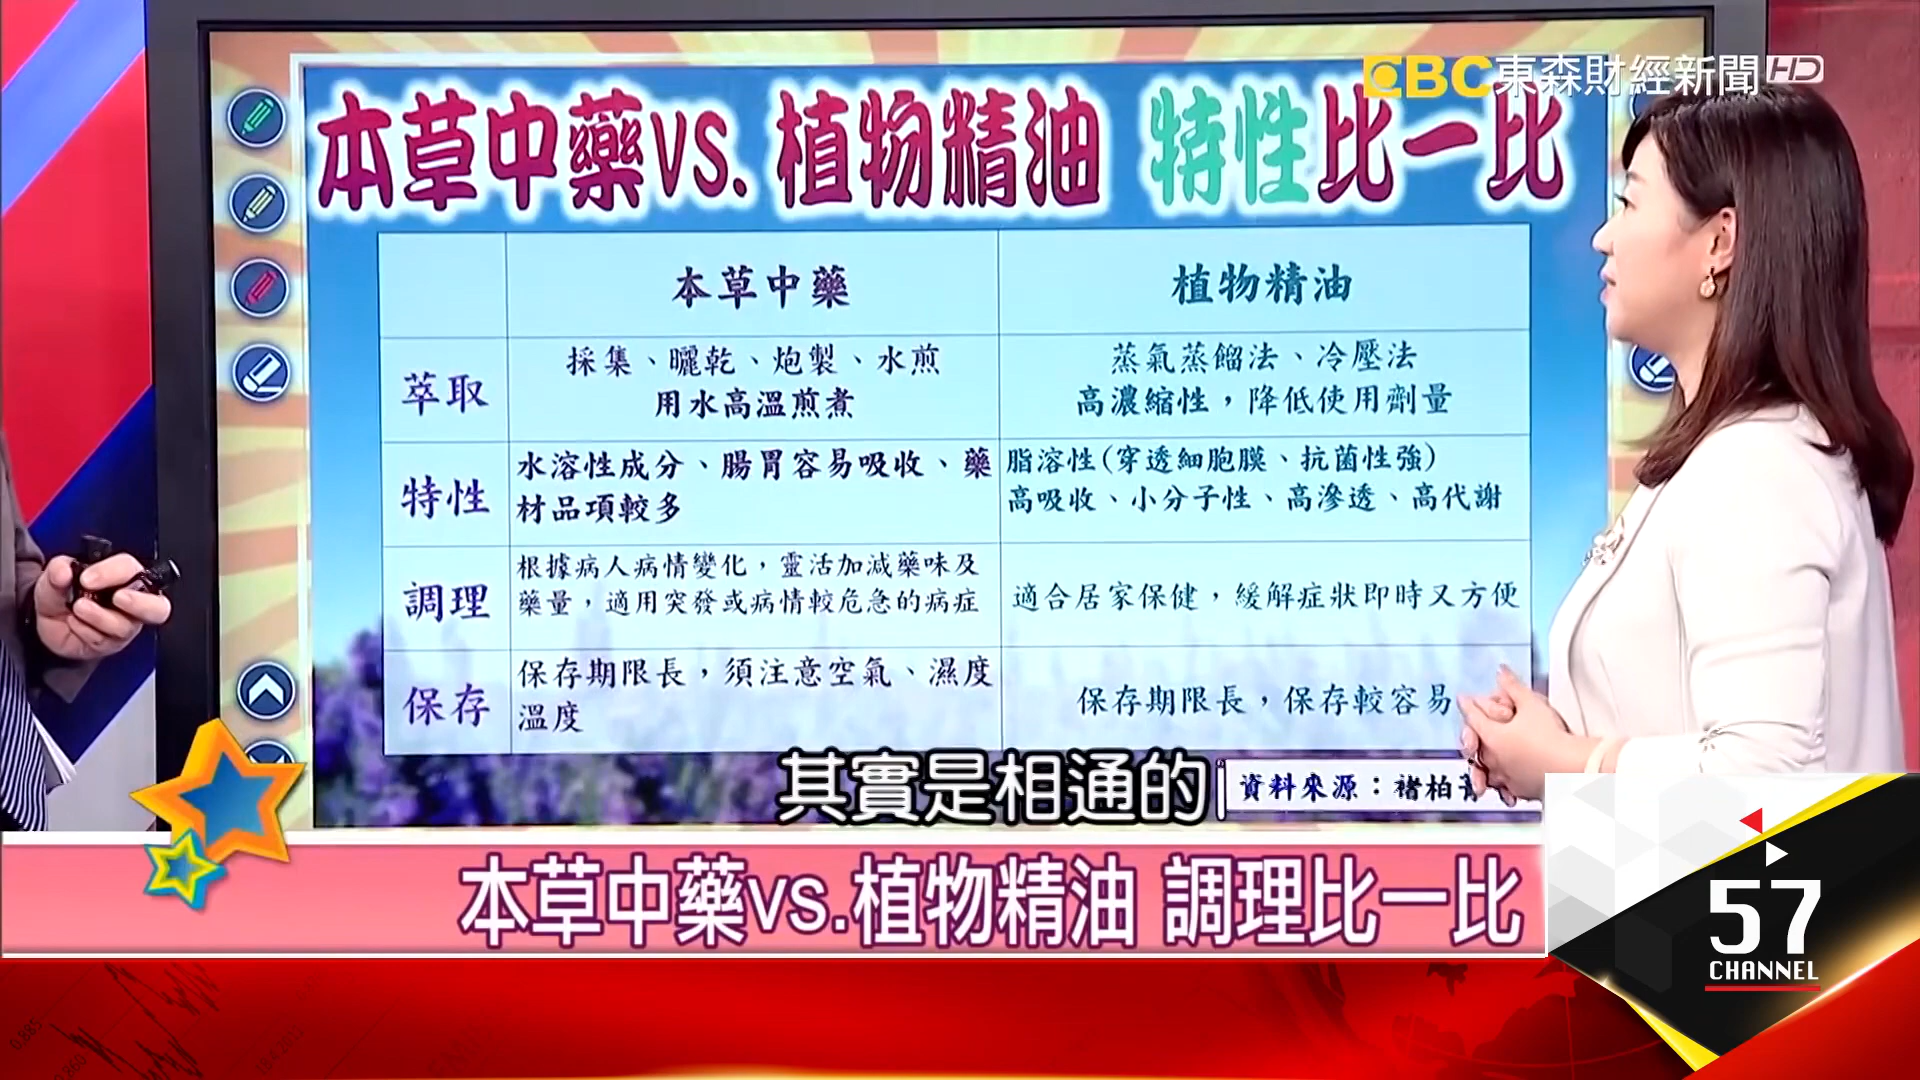 EBC東森財經新聞HD
本草中藥vs.植物精油 特性比一比
本草中藥
植物精油
萃取
採集、曬乾、炮製、水煎
用水高溫煎煮
蒸氣蒸餾法、冷壓法
高濃縮性，降低使用劑量
特性
水溶性成分、腸胃容易吸收、藥
材品項較多
脂溶性(穿透細胞膜、抗菌性強)
高吸收、小分子性、高滲透、高代謝
調理
根據病人病情變化，靈活加減藥味及
藥量，適用突發或病情較危急的病症
適合居家保健，緩解症狀即時又方便
保存
保存期限長，須注意空氣、濕度
溫度
保存期限長，保存較容易
其實是相通的
資料來源：褚柏菁
本草中藥vs.植物精油 調理比一比
57
CHANNEL
0.885
0.860